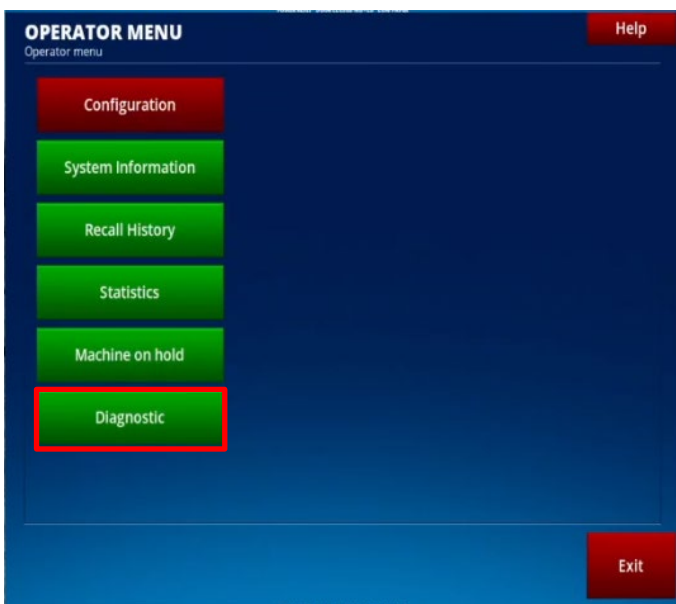 OPERATOR MENU
Help
Operator menu
Configuration
System Information
Recall History
Statistics
Machine on hold
Diagnostic
Exit